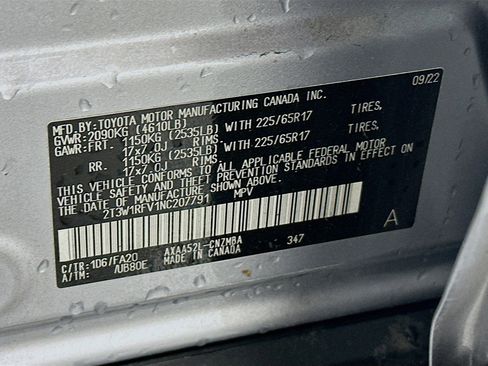 MFD.BY:TOYOTA MOTOR MANUFACTURING CANADA INC. 09/22
GVWR:2090KG (4610LB)
GAWR:FRT. 1150KG (2535LB) WITH 225/65R17 TIRES,
17x7.0J RIMS
RR. 1150KG (2535LB) WITH 225/65R17 TIRES,
17x7.0J RIMS
THIS VEHICLE CONFORMS TO ALL APPLICABLE FEDERAL MOTOR
VEHICLE SAFETY AND THEFT PREVENTION STANDARDS IN EFFECT ON
THE DATE OF MANUFACTURE SHOWN ABOVE.
2T3W1RFV1NC207791 MPV
A
C/TR:1D6/FA20 AXAA52L-CNZMBA 347
A/TM: /UB80E MADE IN CANADA